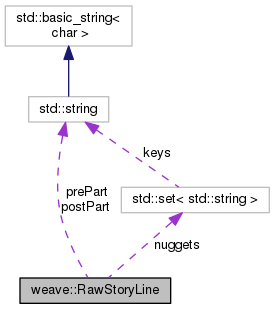 std::basic_string<
char >
std::string
keys
prePart
postPart
std::set< std::string >
nuggets
weave::RawStoryLine